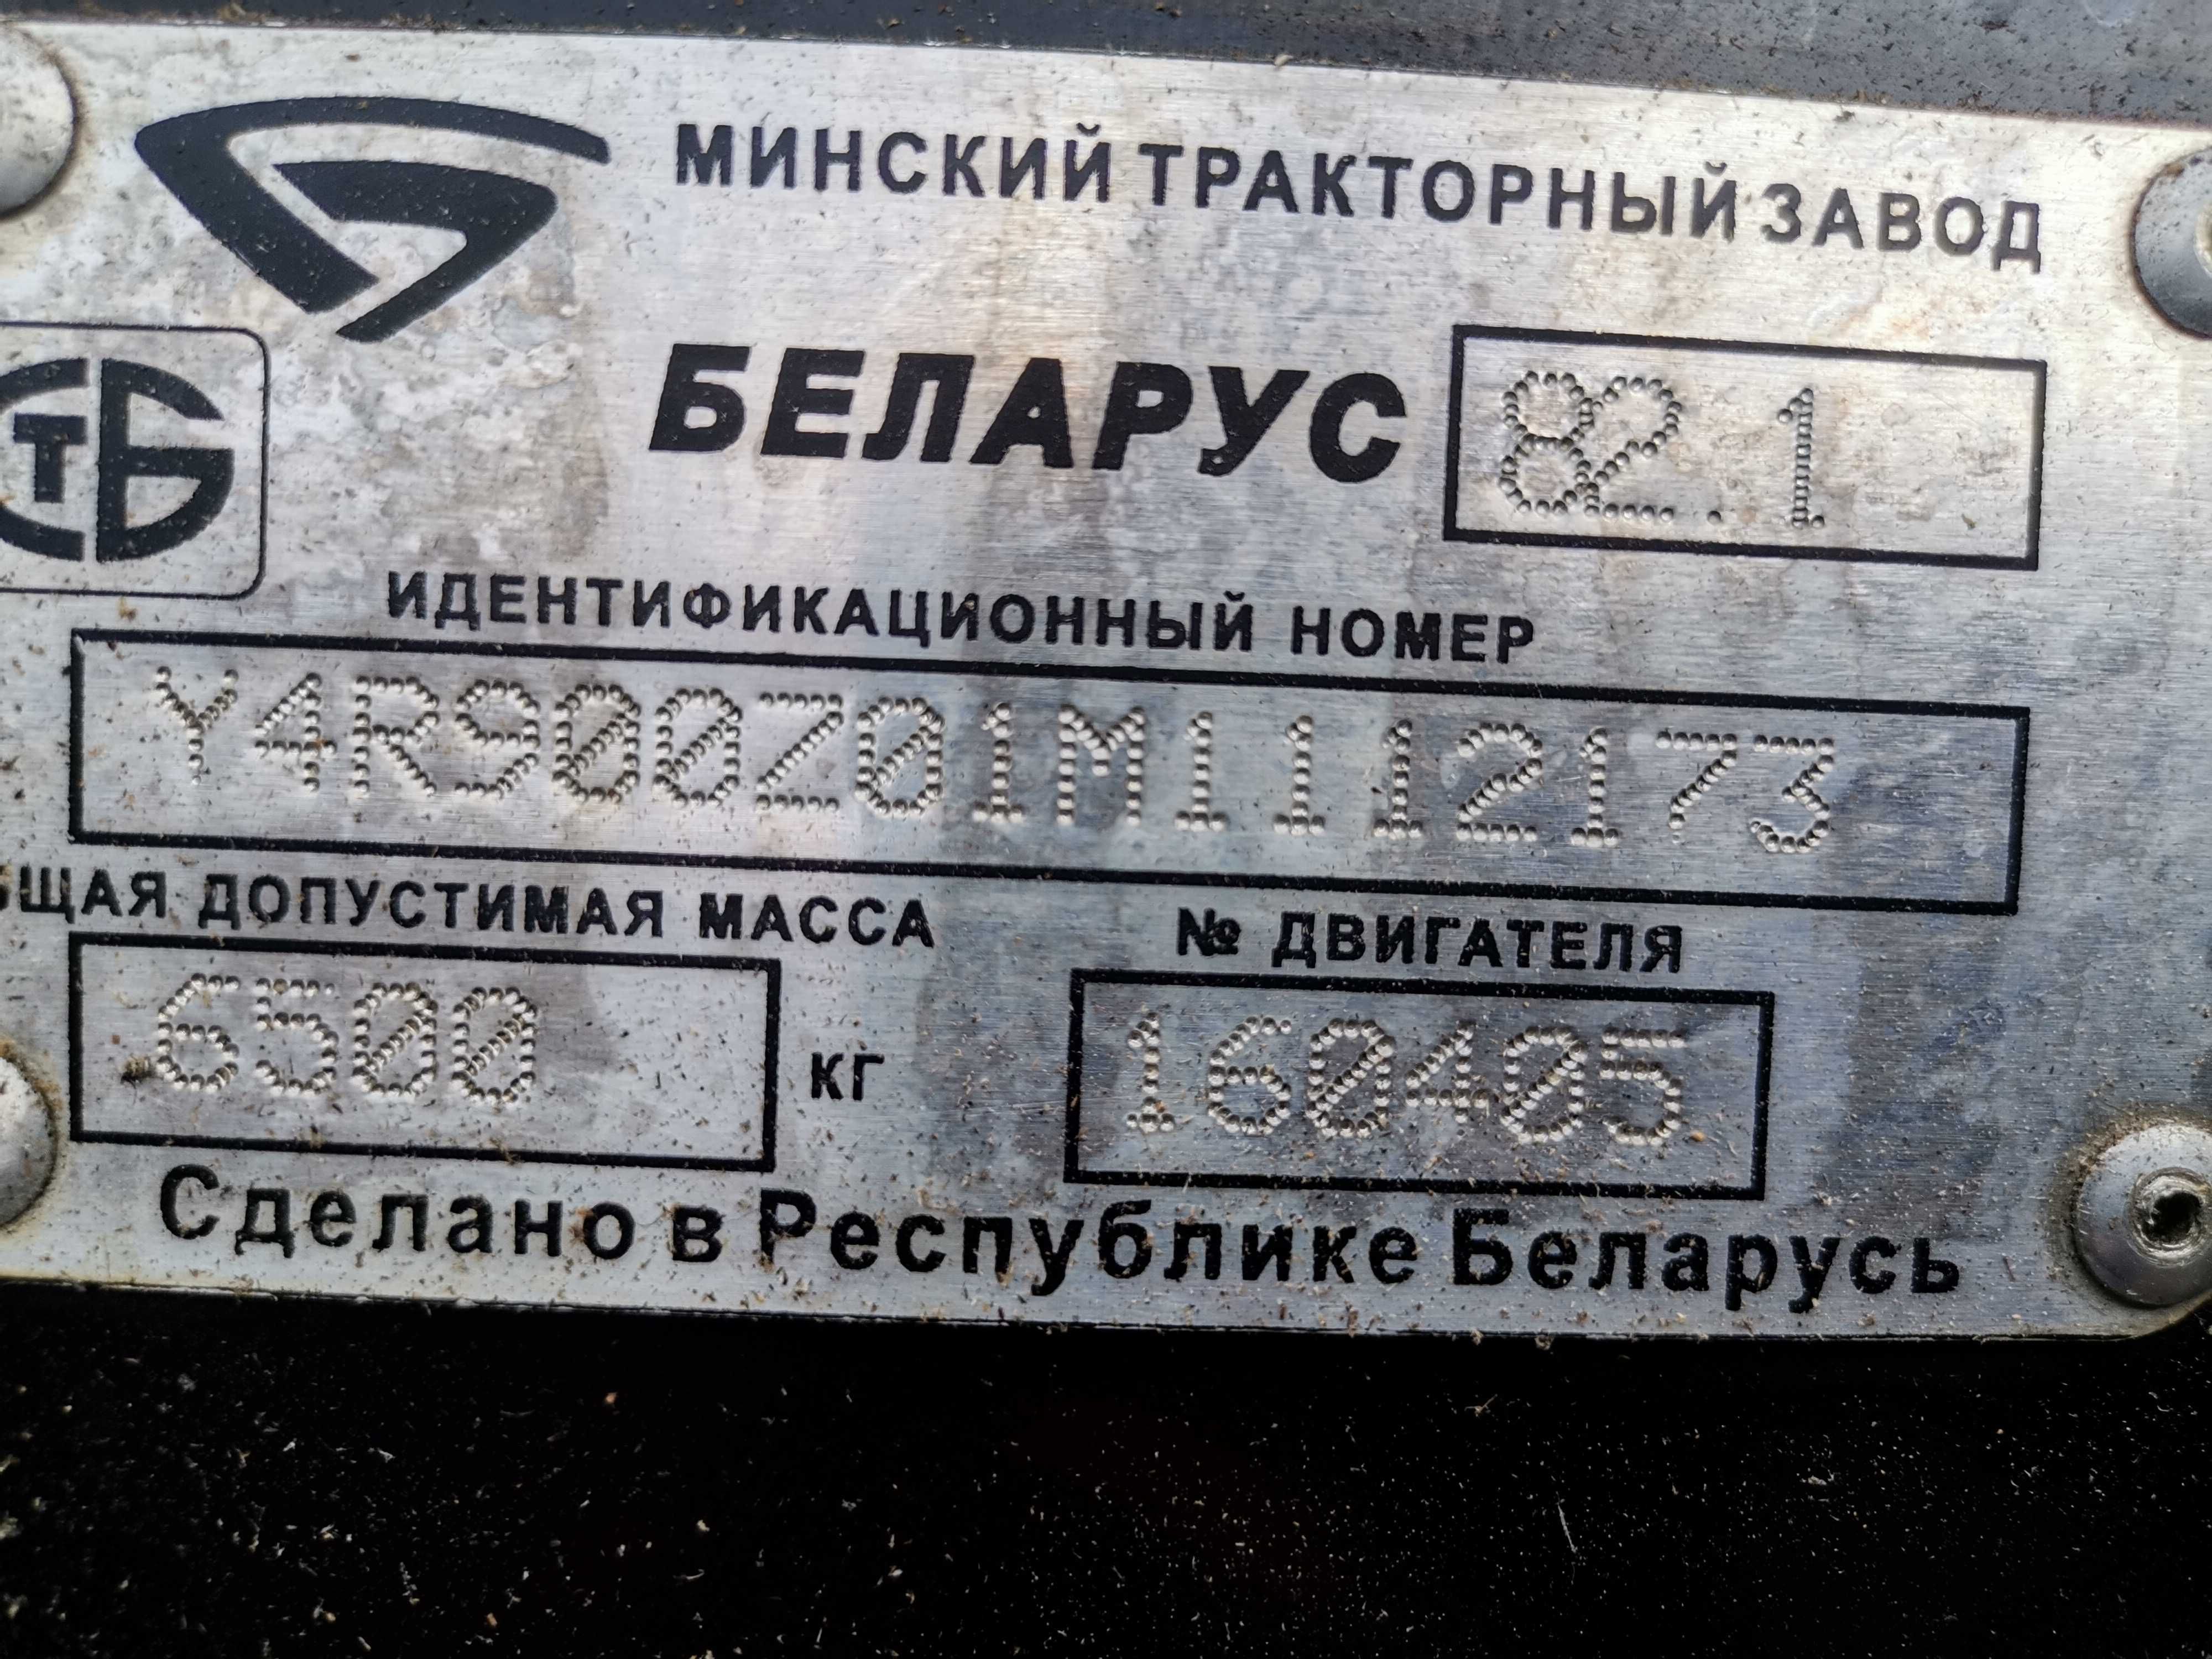 МИНСКИЙ ТРАКТОРНЫЙ ЗАВОД
БЕЛАРУС 82.1
СТБ
ИДЕНТИФИКАЦИОННЫЙ НОМЕР
Y4R900Z01M1112173
ДОПУСТИМАЯ МАССА
№ ДВИГАТЕЛЯ
6500 КГ 160405
Сделано в Республике Беларусь